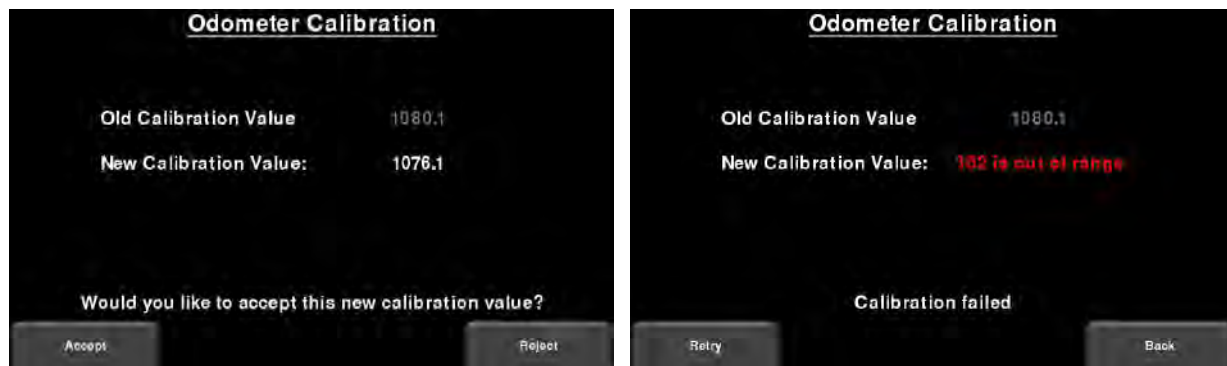 Odometer Calibration
Old Calibration Value 1080.1
New Calibration Value: 1076.1
Would you like to accept this new calibration value?
Accept Reject
Odometer Calibration
Old Calibration Value 1080.1
New Calibration Value: 162 is out of range
Calibration failed
Retry Back